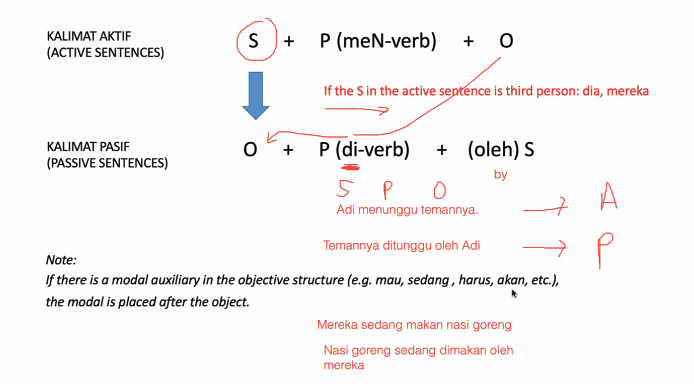 KALIMAT AKTIF
(ACTIVE SENTENCES)
S + P (meN-verb) + O
If the S in the active sentence is third person: dia, mereka
KALIMAT PASIF
(PASSIVE SENTENCES)
O + P (di-verb) + (oleh) S
by
S P O
Adi menunggu temannya.
A
Temannya ditunggu oleh Adi
P
Note:
If there is a modal auxiliary in the objective structure (e.g. mau, sedang , harus, akan, etc.),
the modal is placed after the object.
Mereka sedang makan nasi goreng
Nasi goreng sedang dimakan oleh
mereka